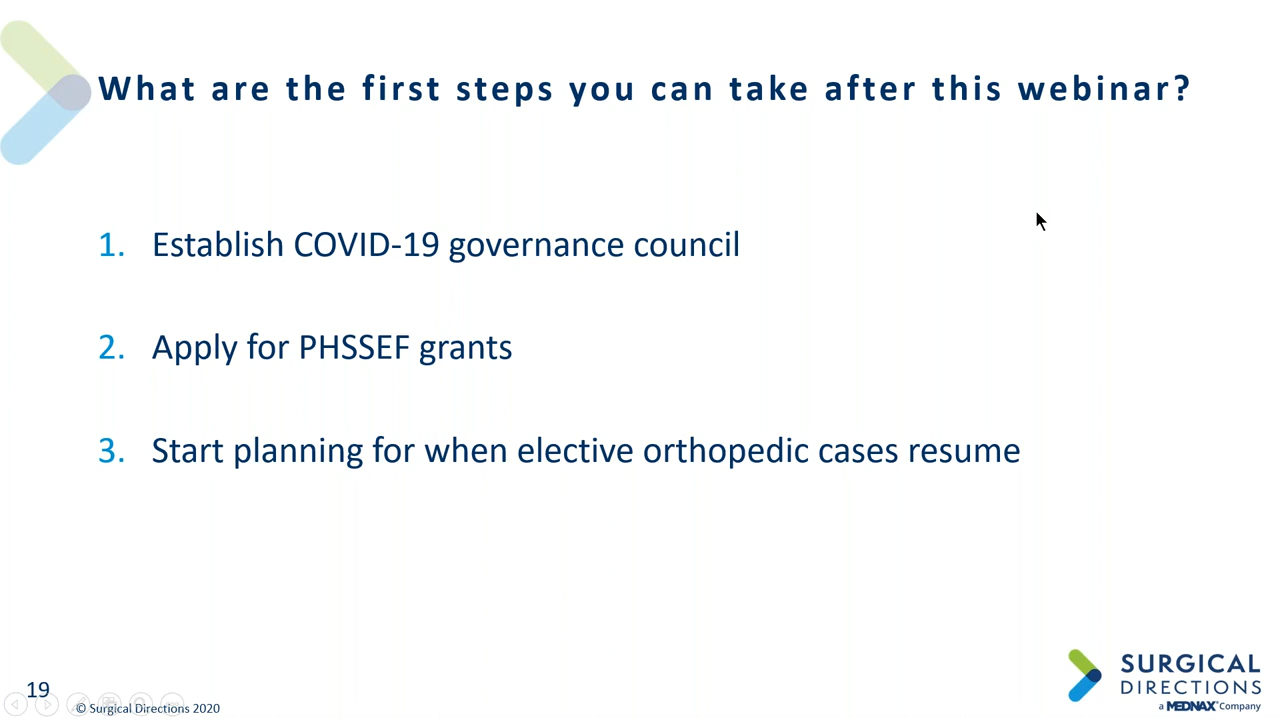 What are the first steps you can take after this webinar?
1. Establish COVID-19 governance council
2. Apply for PHSSEF grants
3. Start planning for when elective orthopedic cases resume
19
© Surgical Directions 2020
SURGICAL
DIRECTIONS
a MEDNAX® Company